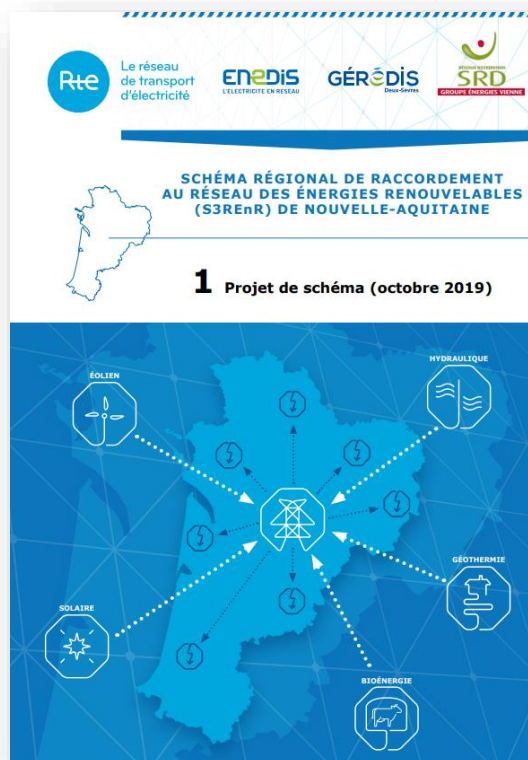 Rte
Le réseau
de transport
d'électricité
ENEDIS
L'ELECTRICITE EN RESEAU
GÉRÉDIS
Deux-Sèvres
SRD
GROUPE ÉNERGIES VIENNE
SCHÉMA RÉGIONAL DE RACCORDEMENT
AU RÉSEAU DES ÉNERGIES RENOUVELABLES
(S3REnR) DE NOUVELLE-AQUITAINE
1 Projet de schéma (octobre 2019)
ÉOLIEN
HYDRAULIQUE
GÉOTHERMIE
SOLAIRE
BIOÉNERGIE